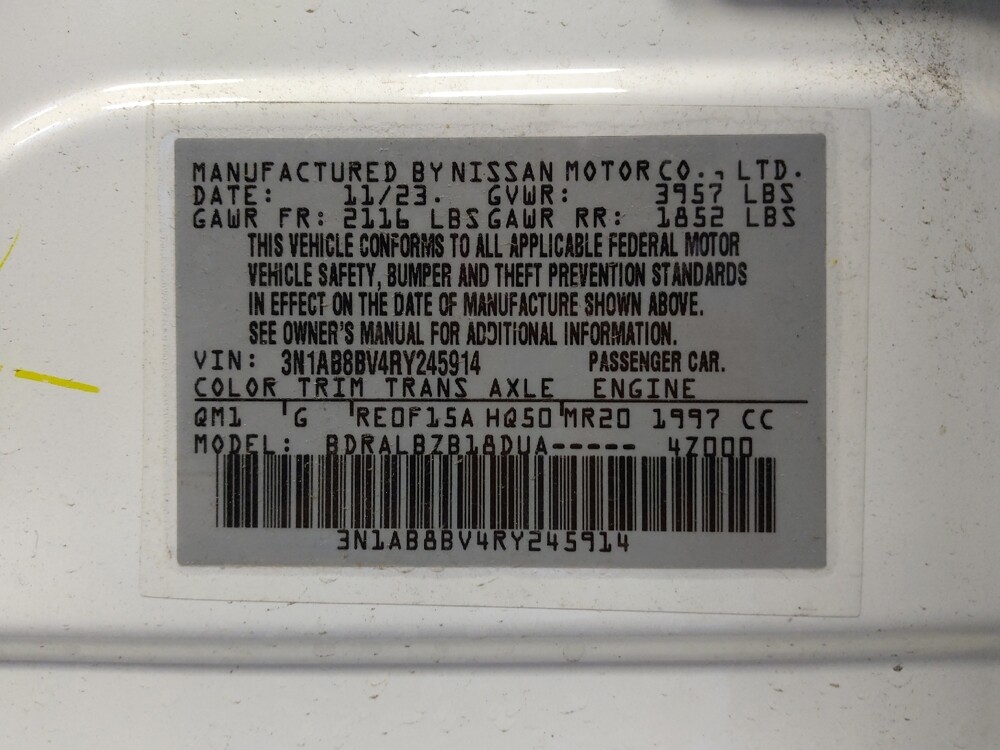 MANUFACTURED BY NISSAN MOTOR CO., LTD.
DATE: 11/23. GVWR: 3957 LBS
GAWR FR: 2116 LBS GAWR RR: 1852 LBS
THIS VEHICLE CONFORMS TO ALL APPLICABLE FEDERAL MOTOR
VEHICLE SAFETY, BUMPER AND THEFT PREVENTION STANDARDS
IN EFFECT ON THE DATE OF MANUFACTURE SHOWN ABOVE.
SEE OWNER'S MANUAL FOR ADDITIONAL INFORMATION.
VIN: 3N1AB8BV4RY245914 PASSENGER CAR.
COLOR TRIM TRANS AXLE ENGINE
QM1 G RE0F15A HQ50 MR20 1997 CC
MODEL: BDRALBZB18DUA----- 4Z000
3N1AB8BV4RY245914